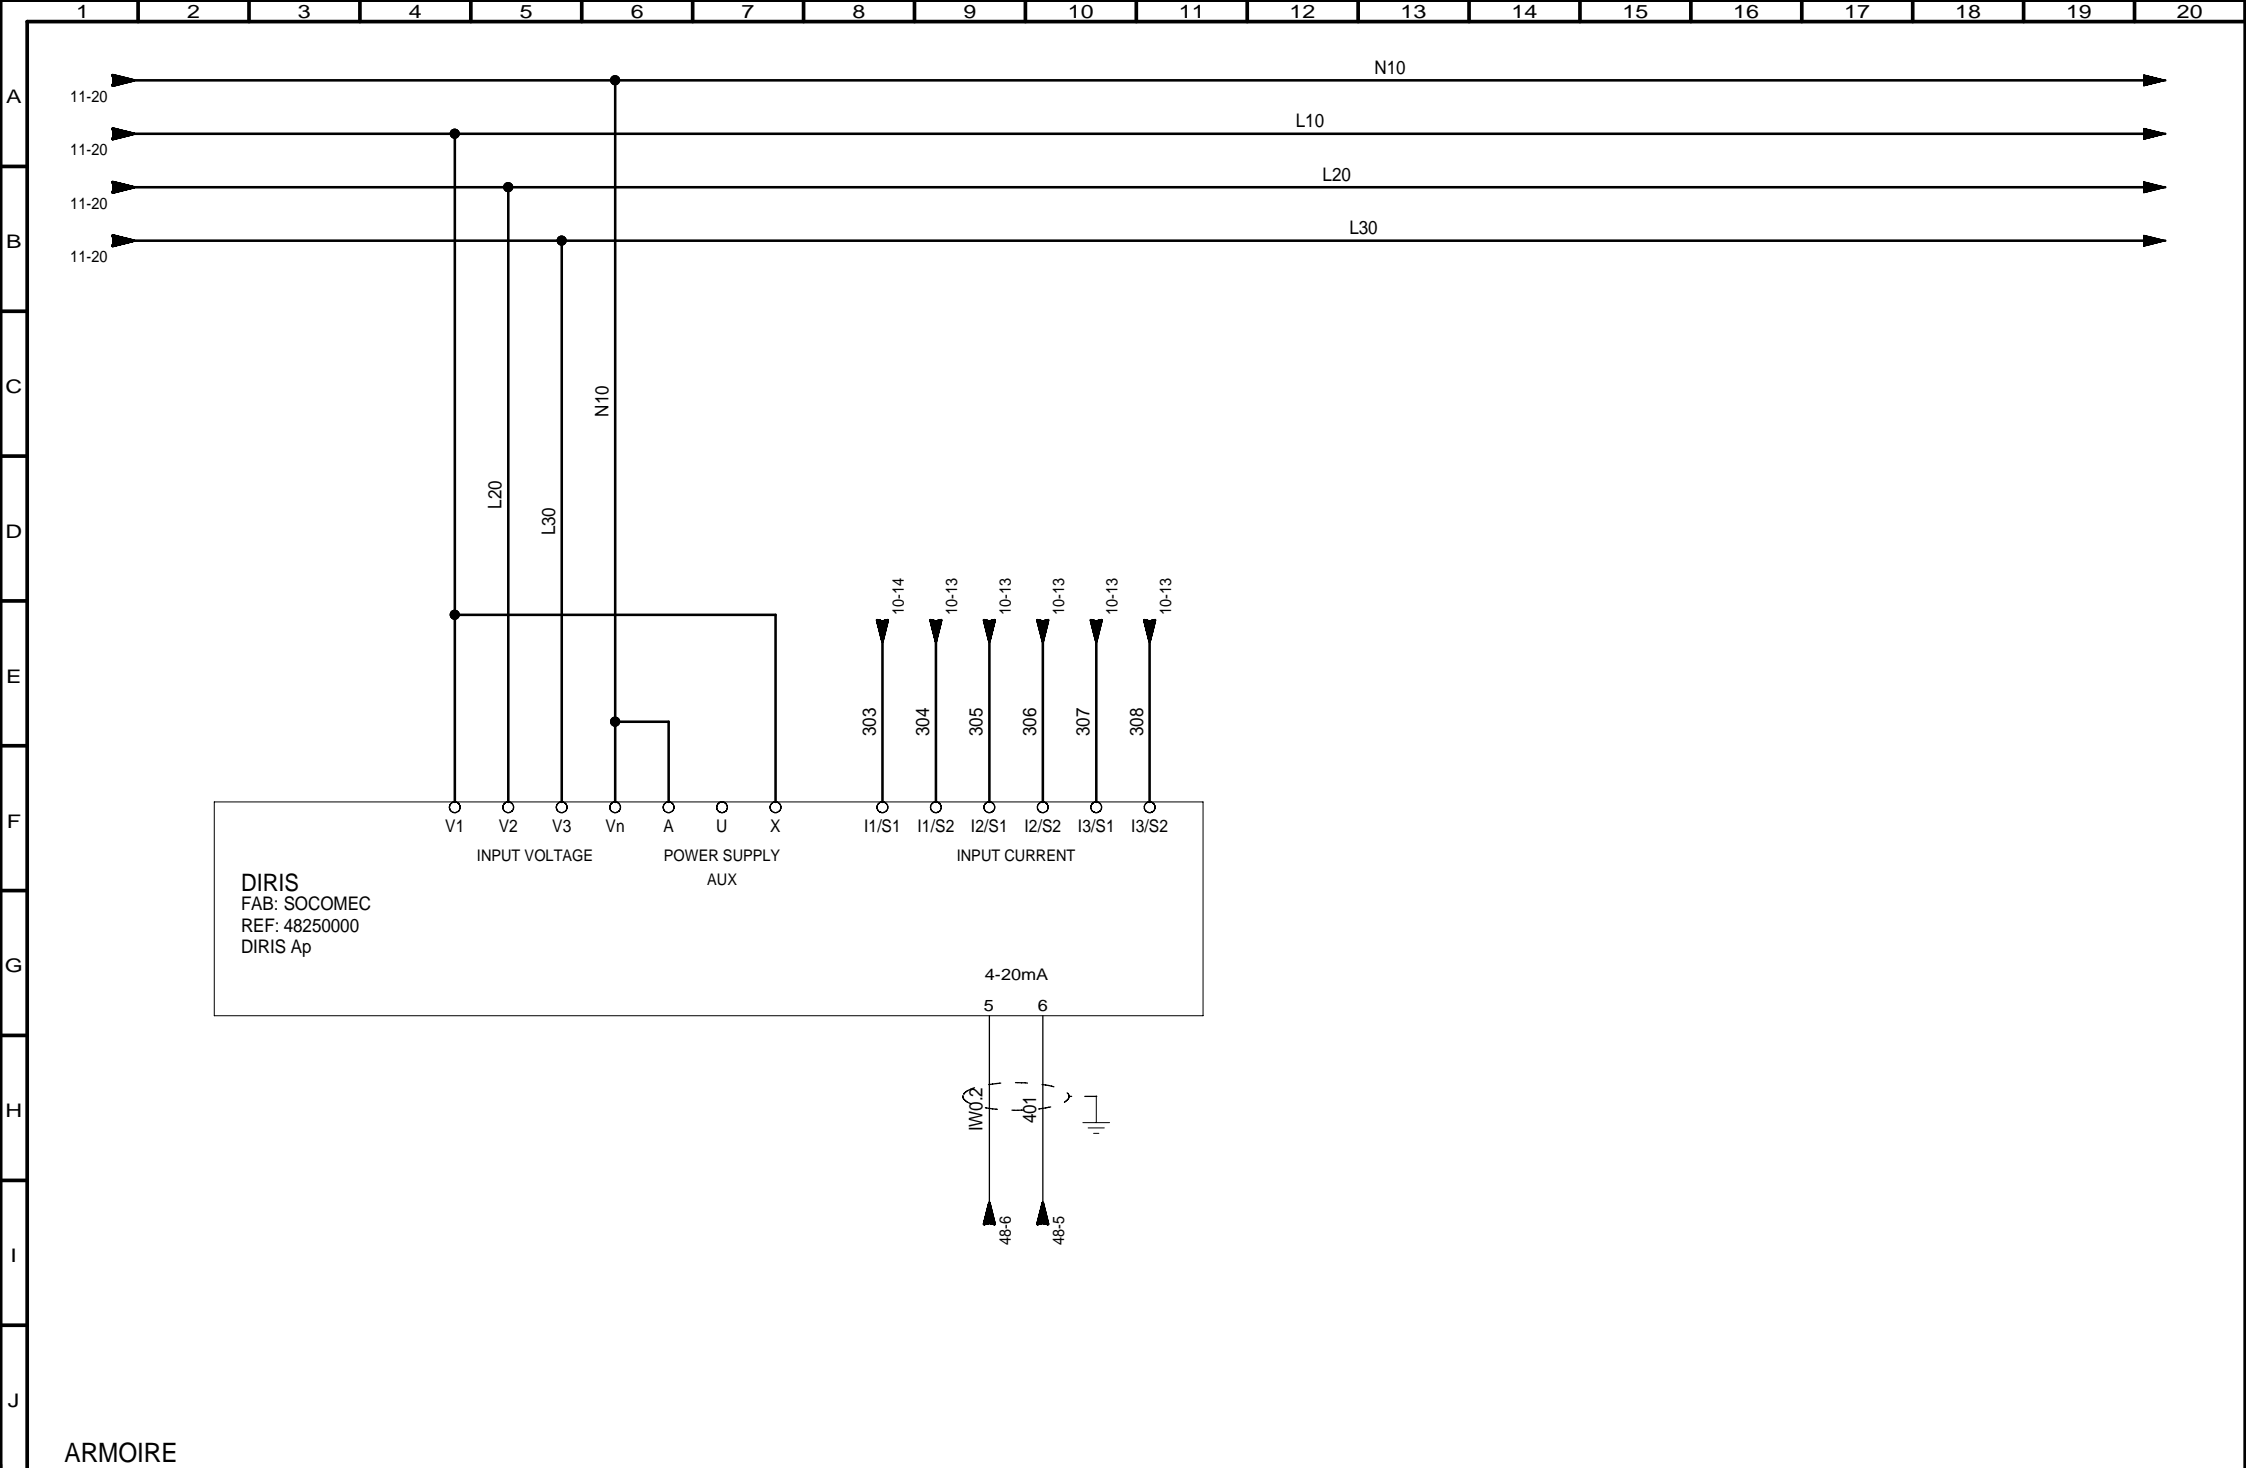 1 2 3 4 5 6 7 8 9 10 11 12 13 14 15 16 17 18 19 20
N10
A
11-20
L10
11-20
L20
11-20
L30
B
11-20
C
N10
L20
L30
D
10-14 10-13 10-13 10-13 10-13 10-13
E
303 304 305 306 307 308
F
V1 V2 V3 Vn A U X I1/S1 I1/S2 I2/S1 I2/S2 I3/S1 I3/S2
INPUT VOLTAGE POWER SUPPLY INPUT CURRENT
AUX
DIRIS
FAB: SOCOMEC
REF: 48250000
DIRIS Ap
G
4-20mA
5 6
H
IW0.2 401
48-6 48-5
I
J
ARMOIRE